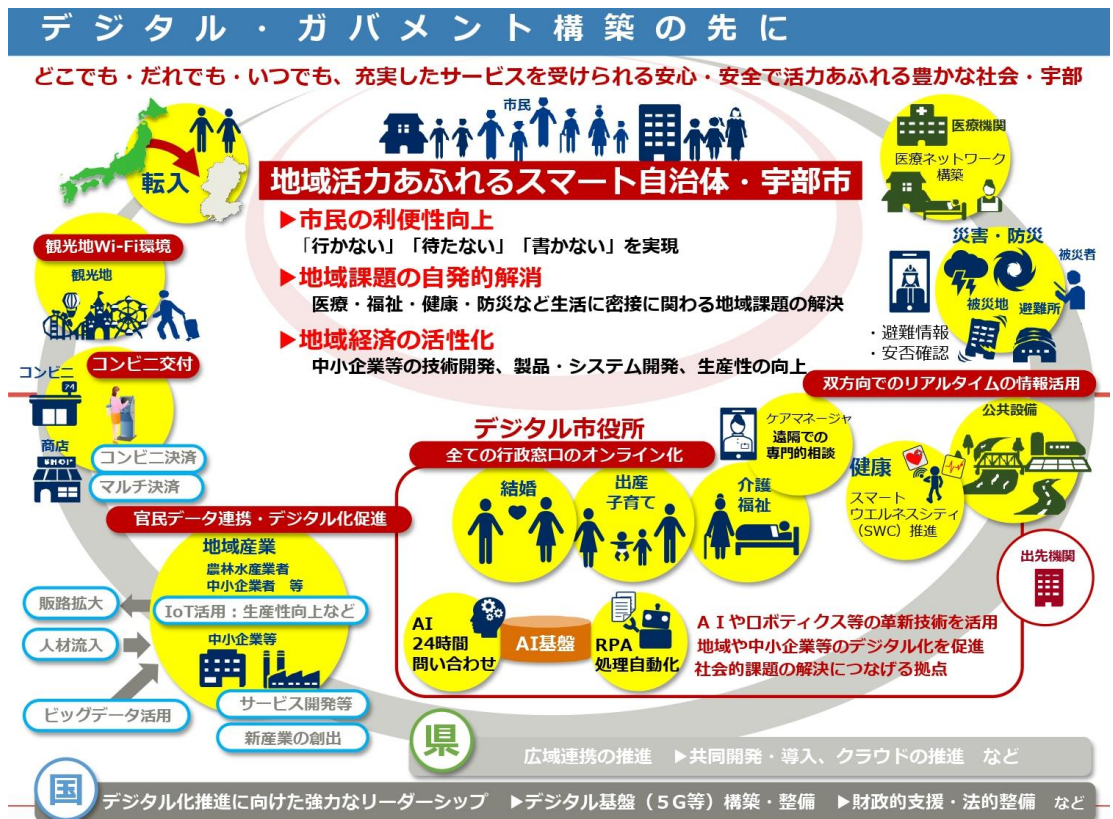 デジタル・ガバメント構築の先に
どこでも・だれでも・いつでも、充実したサービスを受けられる安心・安全で活力あふれる豊かな社会・宇部
市民
地域活力あふれるスマート自治体・宇部市
▶市民の利便性向上
「行かない」「待たない」「書かない」を実現
▶地域課題の自発的解消
医療・福祉・健康・防災など生活に密接に関わる地域課題の解決
▶地域経済の活性化
中小企業等の技術開発、製品・システム開発、生産性の向上
転入
観光地Wi-Fi環境
観光地
コンビニ交付
コンビニ
24
商店
SHOP
コンビニ決済
マルチ決済
医療機関
医療ネットワーク
構築
災害・防災
被災者
被災地
避難所
・避難情報
・安否確認
双方向でのリアルタイムの情報活用
公共設備
健康
スマート
ウエルネスシティ
（SWC）推進
出先機関
デジタル市役所
全ての行政窓口のオンライン化
ケアマネージャ
遠隔での
専門的相談
結婚
出産
子育て
介護
福祉
AI
24時間
問い合わせ
AI基盤
RPA
処理自動化
ＡＩやロボティクス等の革新技術を活用
地域や中小企業等のデジタル化を促進
社会的課題の解決につなげる拠点
官民データ連携・デジタル化促進
地域産業
農林水産業者
中小企業者　等
IoT活用：生産性向上など
中小企業等
販路拡大
人材流入
ビッグデータ活用
サービス開発等
新産業の創出
県
広域連携の推進　▶共同開発・導入、クラウドの推進　など
国
デジタル化推進に向けた強力なリーダーシップ　▶デジタル基盤（５G等）構築・整備　▶財政的支援・法的整備　など